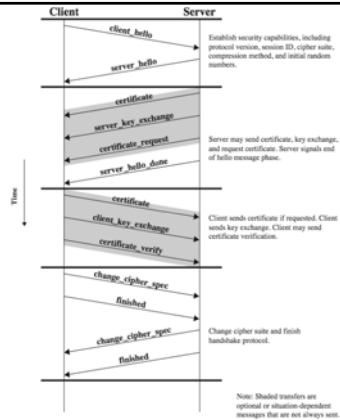 Client Server
client_hello
Establish security capabilities, including
protocol version, session ID, cipher suite,
compression method, and initial random
numbers.
server_hello
certificate
server_key_exchange
certificate_request
Server may send certificate, key exchange,
and request certificate. Server signals end
of hello message phase.
server_hello_done
Time
certificate
client_key_exchange
Client sends certificate if requested. Client
sends key exchange. Client may send
certificate verification.
certificate_verify
change_cipher_spec
finished
change_cipher_spec
Change cipher suite and finish
handshake protocol.
finished
Note: Shaded transfers are
optional or situation-dependent
messages that are not always sent.